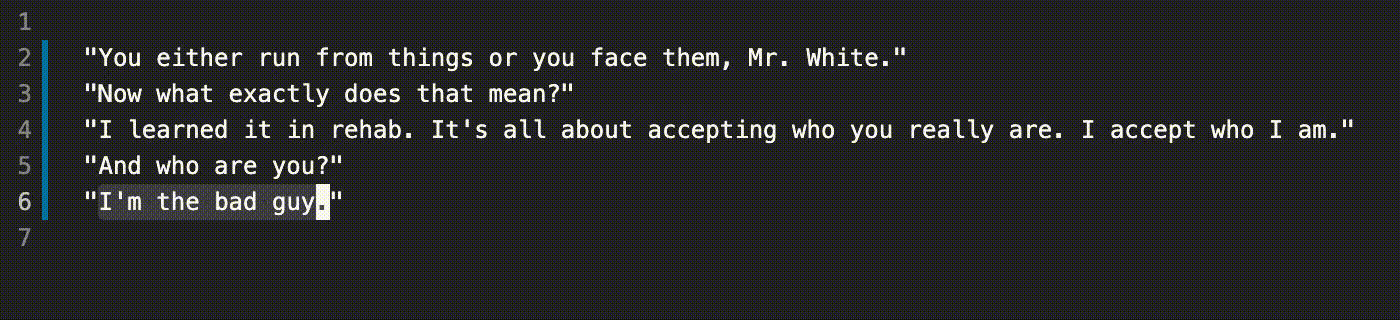 1
2 "You either run from things or you face them, Mr. White."
3 "Now what exactly does that mean?"
4 "I learned it in rehab. It's all about accepting who you really are. I accept who I am."
5 "And who are you?"
6 "I'm the bad guy."
7